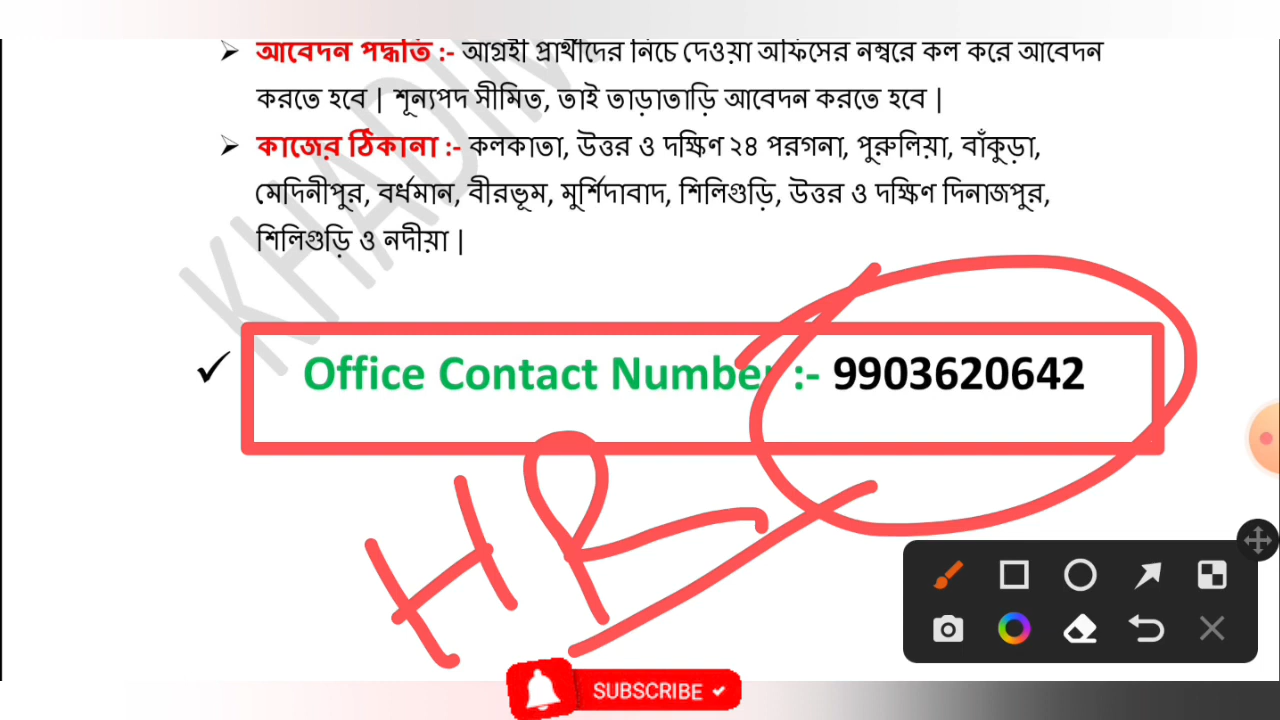 ➢ আবেদন পদ্ধতি :- আগ্রহী প্রার্থীদের নিচে দেওয়া অফিসের নম্বরে কল করে আবেদন
করতে হবে | শূন্যপদ সীমিত, তাই তাড়াতাড়ি আবেদন করতে হবে |
➢ কাজের ঠিকানা :- কলকাতা, উত্তর ও দক্ষিণ ২৪ পরগনা, পুরুলিয়া, বাঁকুড়া,
মেদিনীপুর, বর্ধমান, বীরভূম, মুর্শিদাবাদ, শিলিগুড়ি, উত্তর ও দক্ষিণ দিনাজপুর,
শিলিগুড়ি ও নদীয়া |
KHADIM
✓ Office Contact Number :- 9903620642
HR
SUBSCRIBE